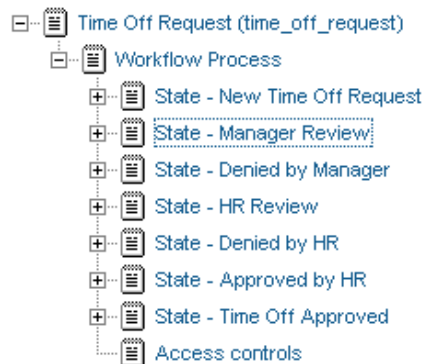 Time Off Request (time_off_request)
Workflow Process
State - New Time Off Request
State - Manager Review
State - Denied by Manager
State - HR Review
State - Denied by HR
State - Approved by HR
State - Time Off Approved
Access controls